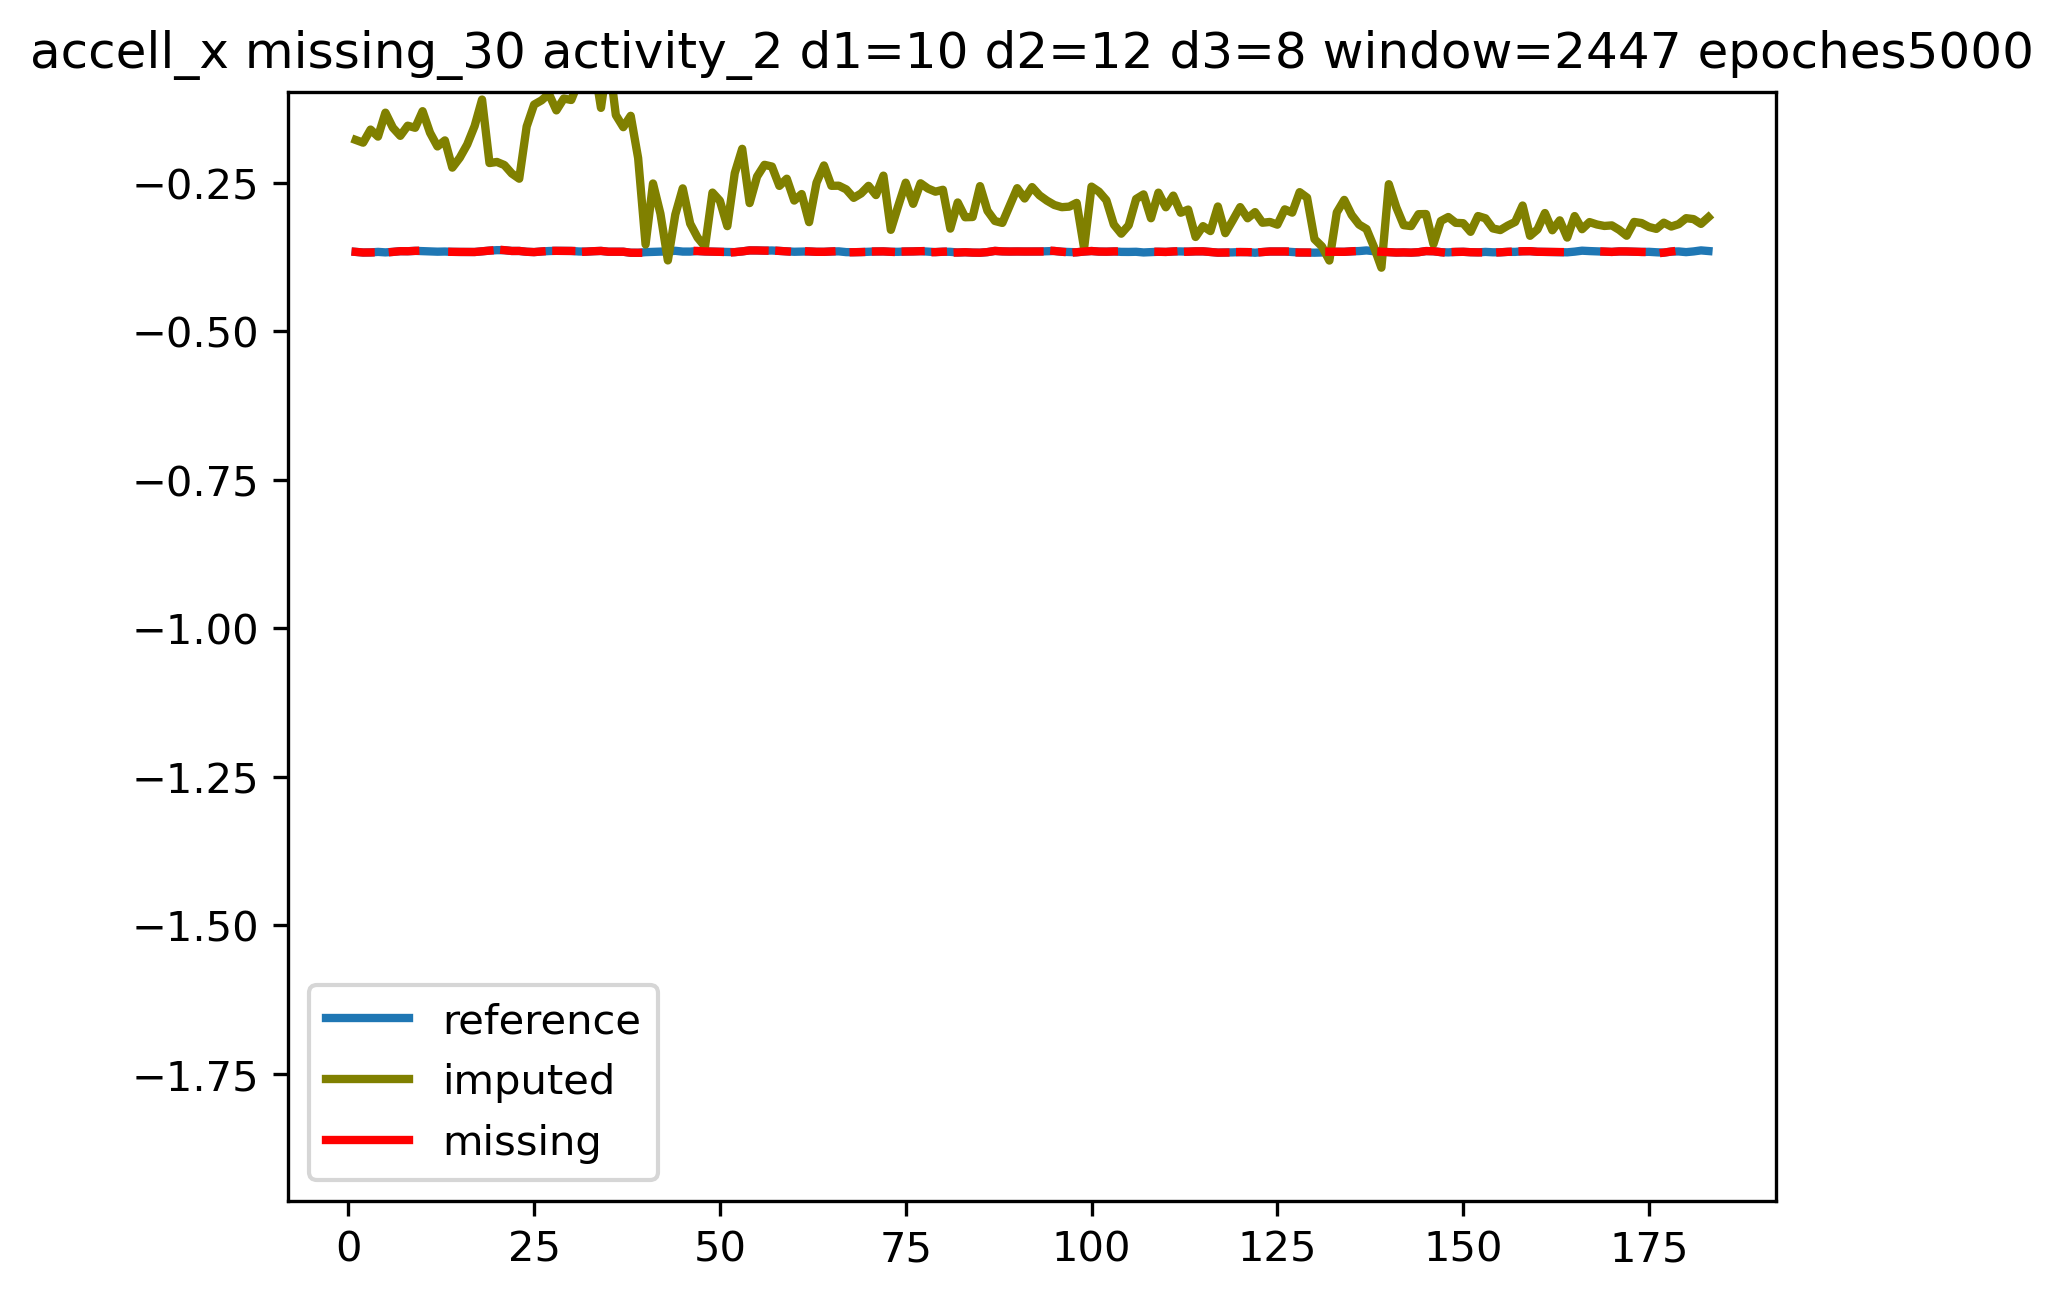 accell_x missing_30 activity_2 d1=10 d2=12 d3=8 window=2447 epoches5000
−0.25
−0.50
−0.75
−1.00
−1.25
−1.50
−1.75
reference
imputed
missing
0 25 50 75 100 125 150 175